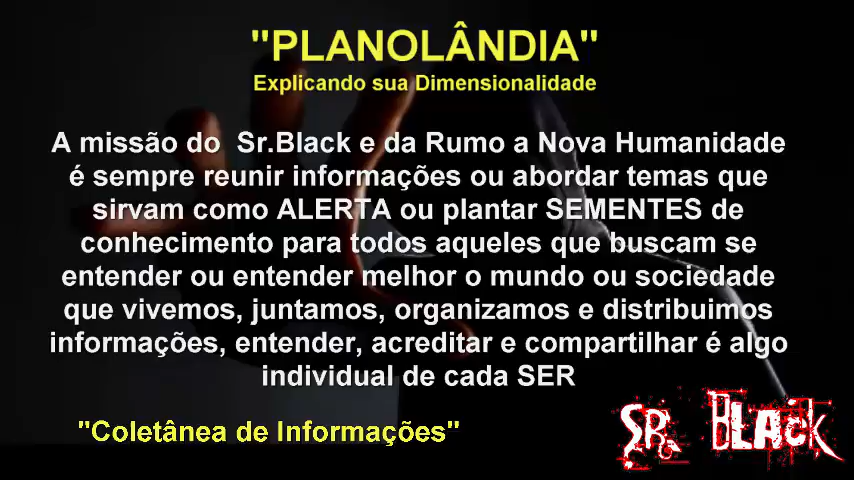 "PLANOLÂNDIA"
Explicando sua Dimensionalidade
A missão do Sr.Black e da Rumo a Nova Humanidade
é sempre reunir informações ou abordar temas que
sirvam como ALERTA ou plantar SEMENTES de
conhecimento para todos aqueles que buscam se
entender ou entender melhor o mundo ou sociedade
que vivemos, juntamos, organizamos e distribuimos
informações, entender, acreditar e compartilhar é algo
individual de cada SER
"Coletânea de Informações"
SR. BLACK